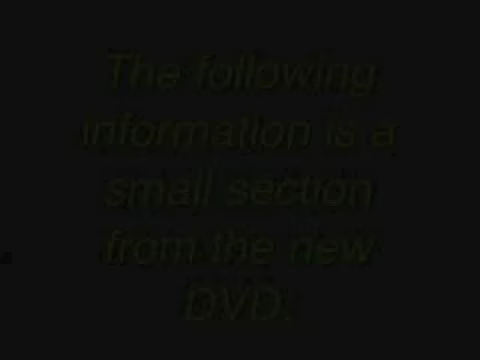 The following
information is a
small section
from the new
DVD.